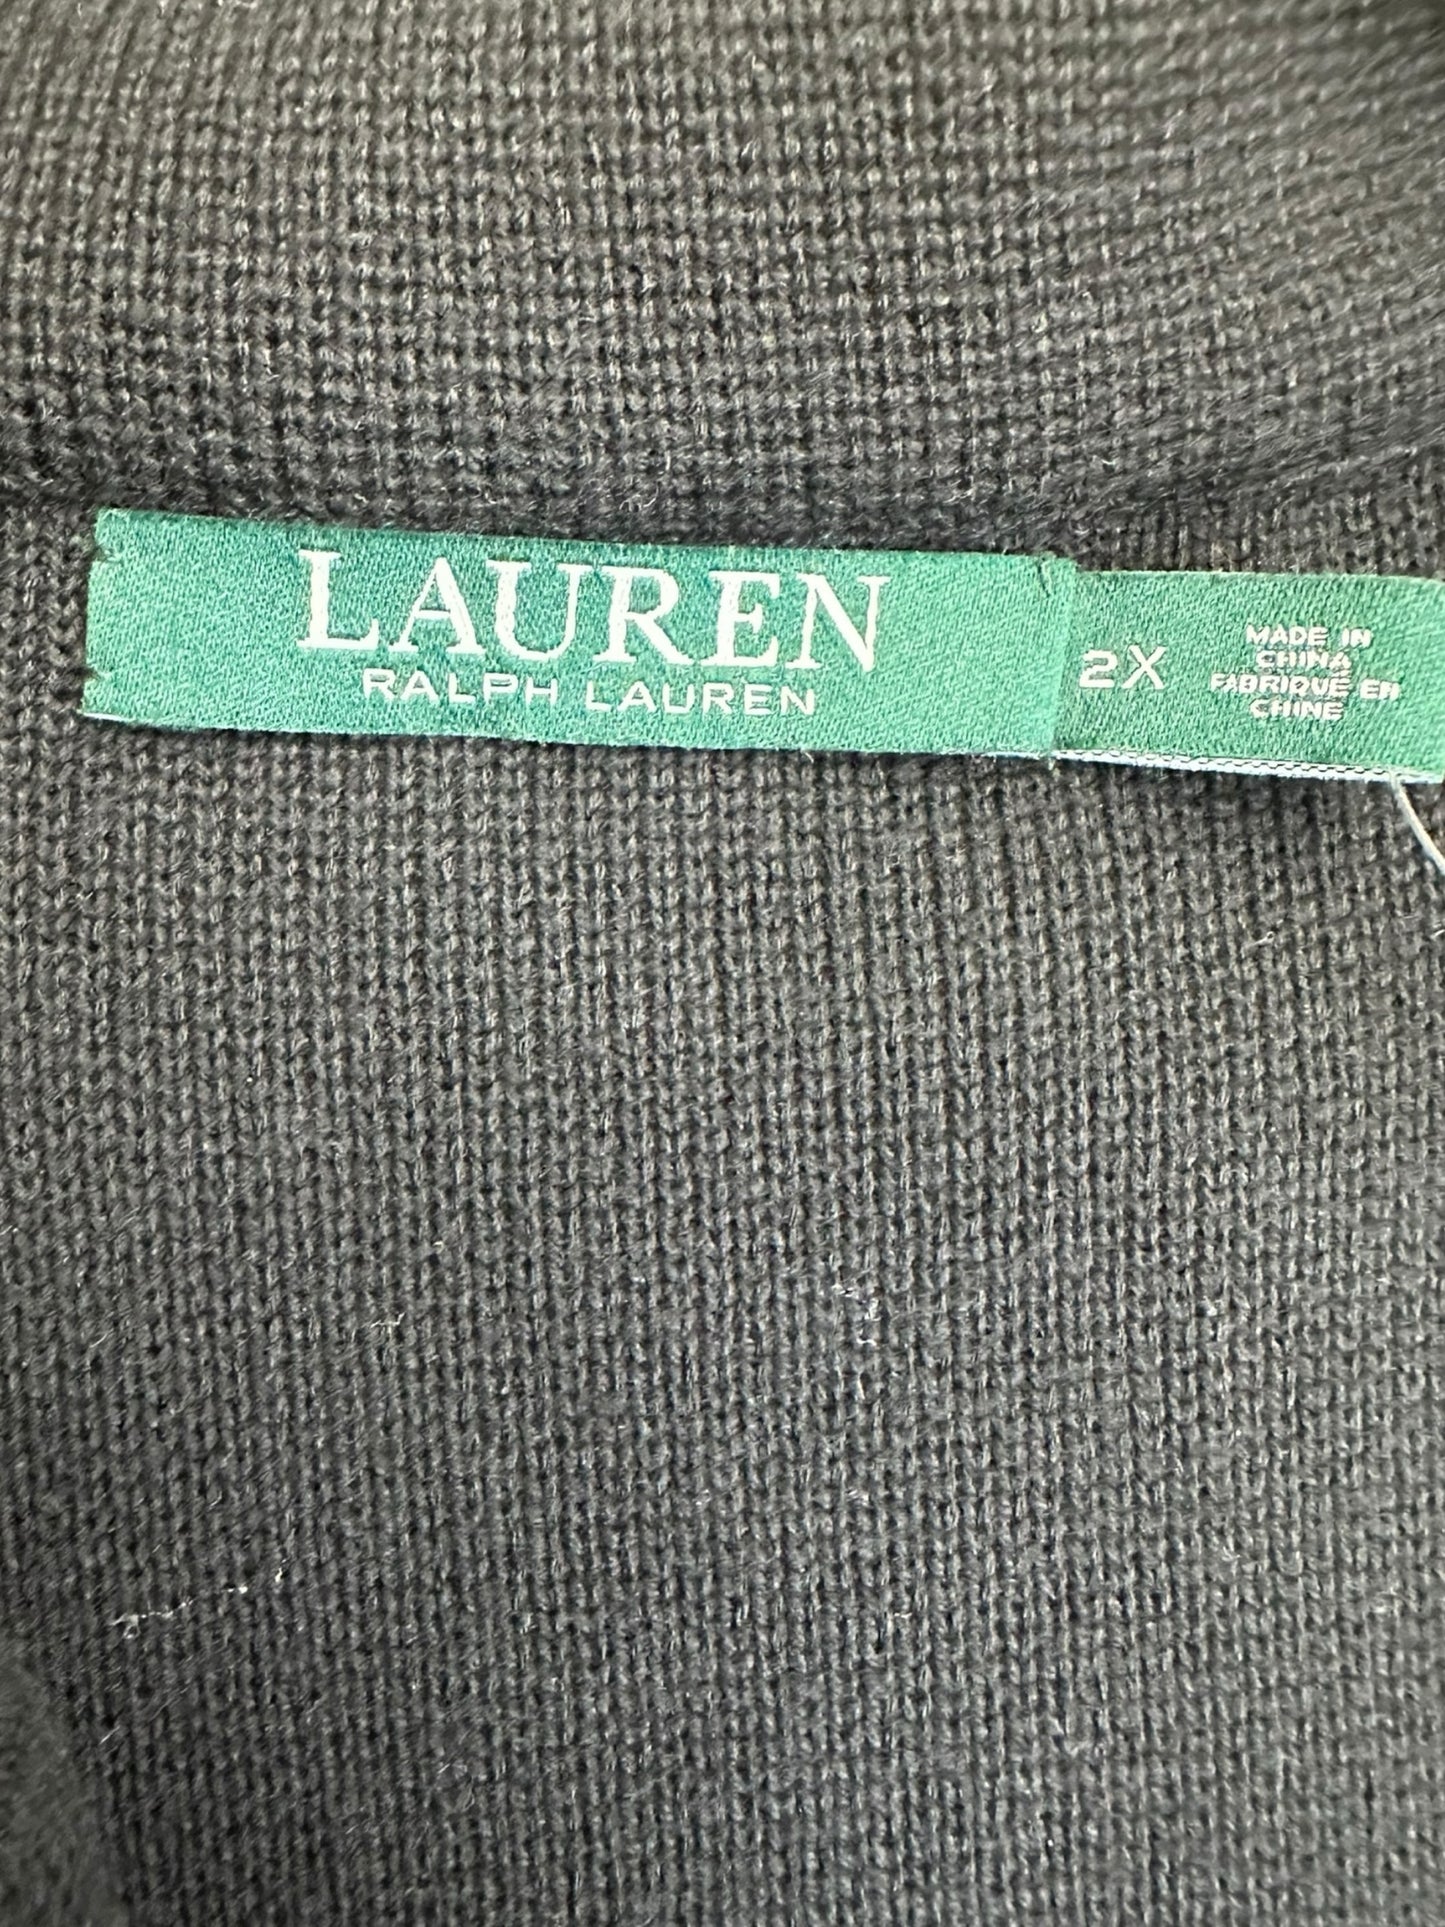 LAUREN
RALPH LAUREN
2X
MADE IN
CHINA
FABRIQUÉ EN
CHINE